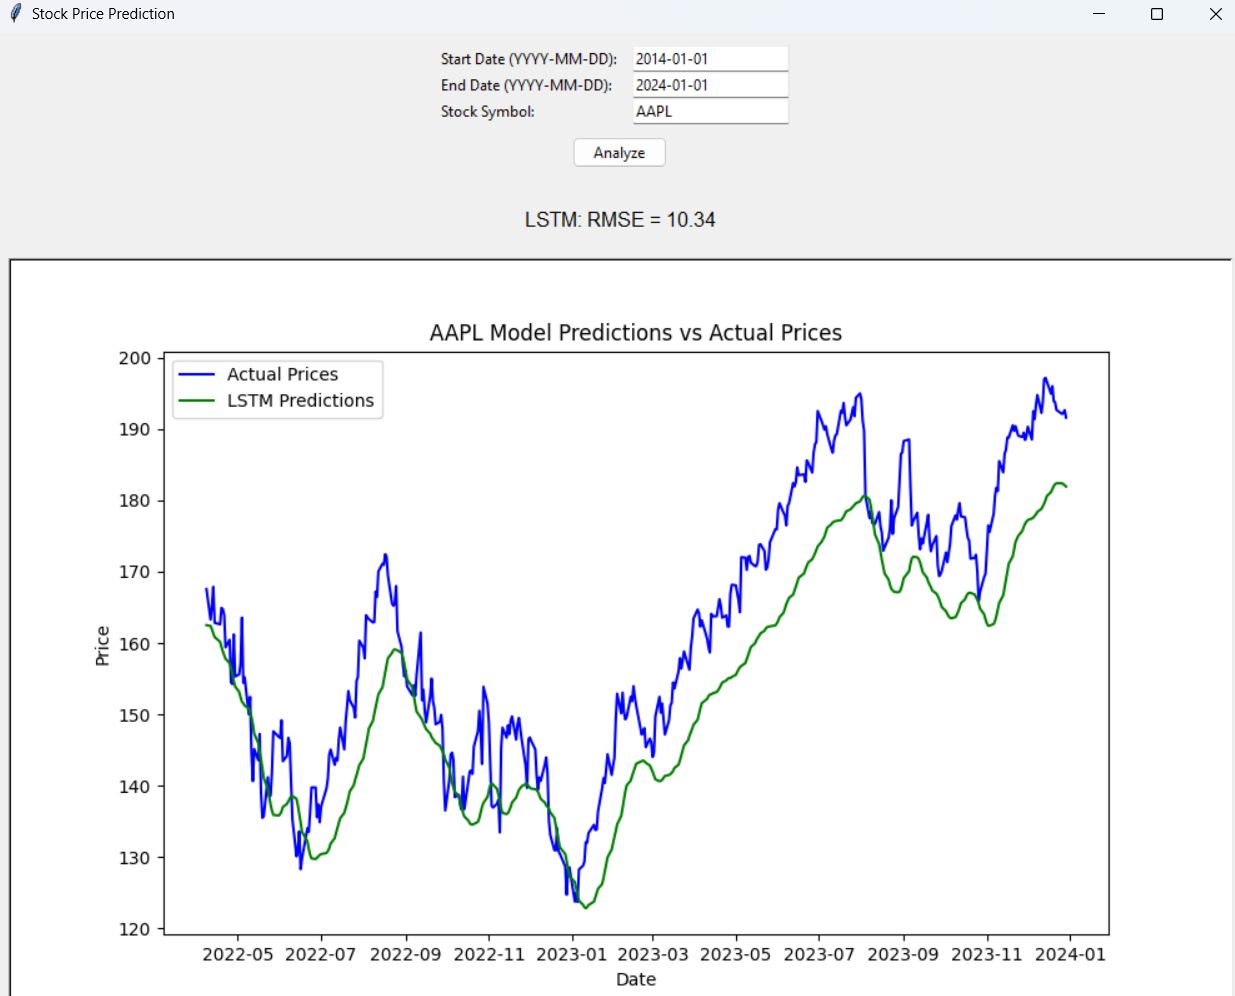 Stock Price Prediction
Start Date (YYYY-MM-DD): 2014-01-01
End Date (YYYY-MM-DD): 2024-01-01
Stock Symbol: AAPL
Analyze
LSTM: RMSE = 10.34
AAPL Model Predictions vs Actual Prices
Actual Prices
LSTM Predictions
Price
200
190
180
170
160
150
140
130
120
2022-05 2022-07 2022-09 2022-11 2023-01 2023-03 2023-05 2023-07 2023-09 2023-11 2024-01
Date